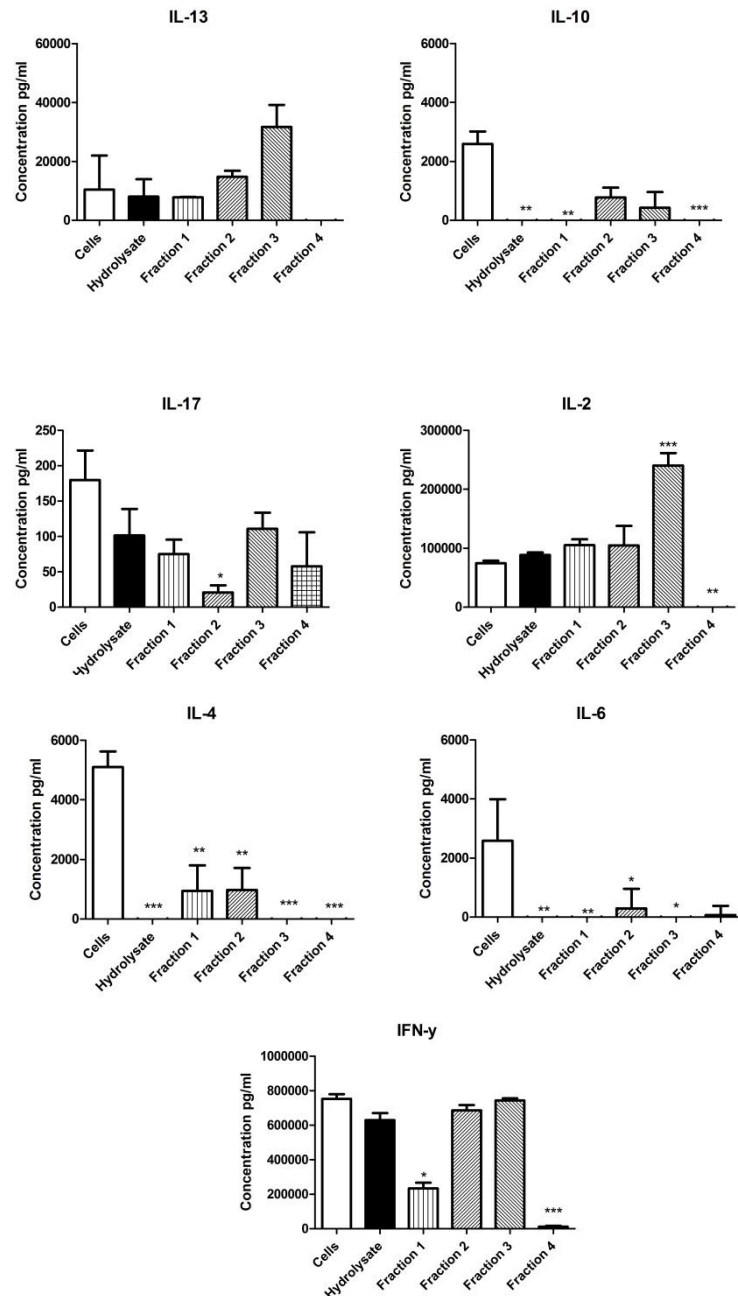 IL-13
Concentration pg/ml
60000
40000
20000
0
Cells
Hydrolysate
Fraction 1
Fraction 2
Fraction 3
Fraction 4
IL-10
Concentration pg/ml
6000
4000
2000
0
**
**
***
Cells
Hydrolysate
Fraction 1
Fraction 2
Fraction 3
Fraction 4
IL-17
Concentration pg/ml
250
200
150
100
50
0
*
Cells
Hydrolysate
Fraction 1
Fraction 2
Fraction 3
Fraction 4
IL-2
Concentration pg/ml
300000
200000
100000
0
***
**
Cells
Hydrolysate
Fraction 1
Fraction 2
Fraction 3
Fraction 4
IL-4
Concentration pg/ml
6000
4000
2000
0
***
**
**
***
***
Cells
Hydrolysate
Fraction 1
Fraction 2
Fraction 3
Fraction 4
IL-6
Concentration pg/ml
6000
4000
2000
0
**
**
*
*
Cells
Hydrolysate
Fraction 1
Fraction 2
Fraction 3
Fraction 4
IFN-y
Concentration pg/ml
1000000
800000
600000
400000
200000
0
*
***
Cells
Hydrolysate
Fraction 1
Fraction 2
Fraction 3
Fraction 4